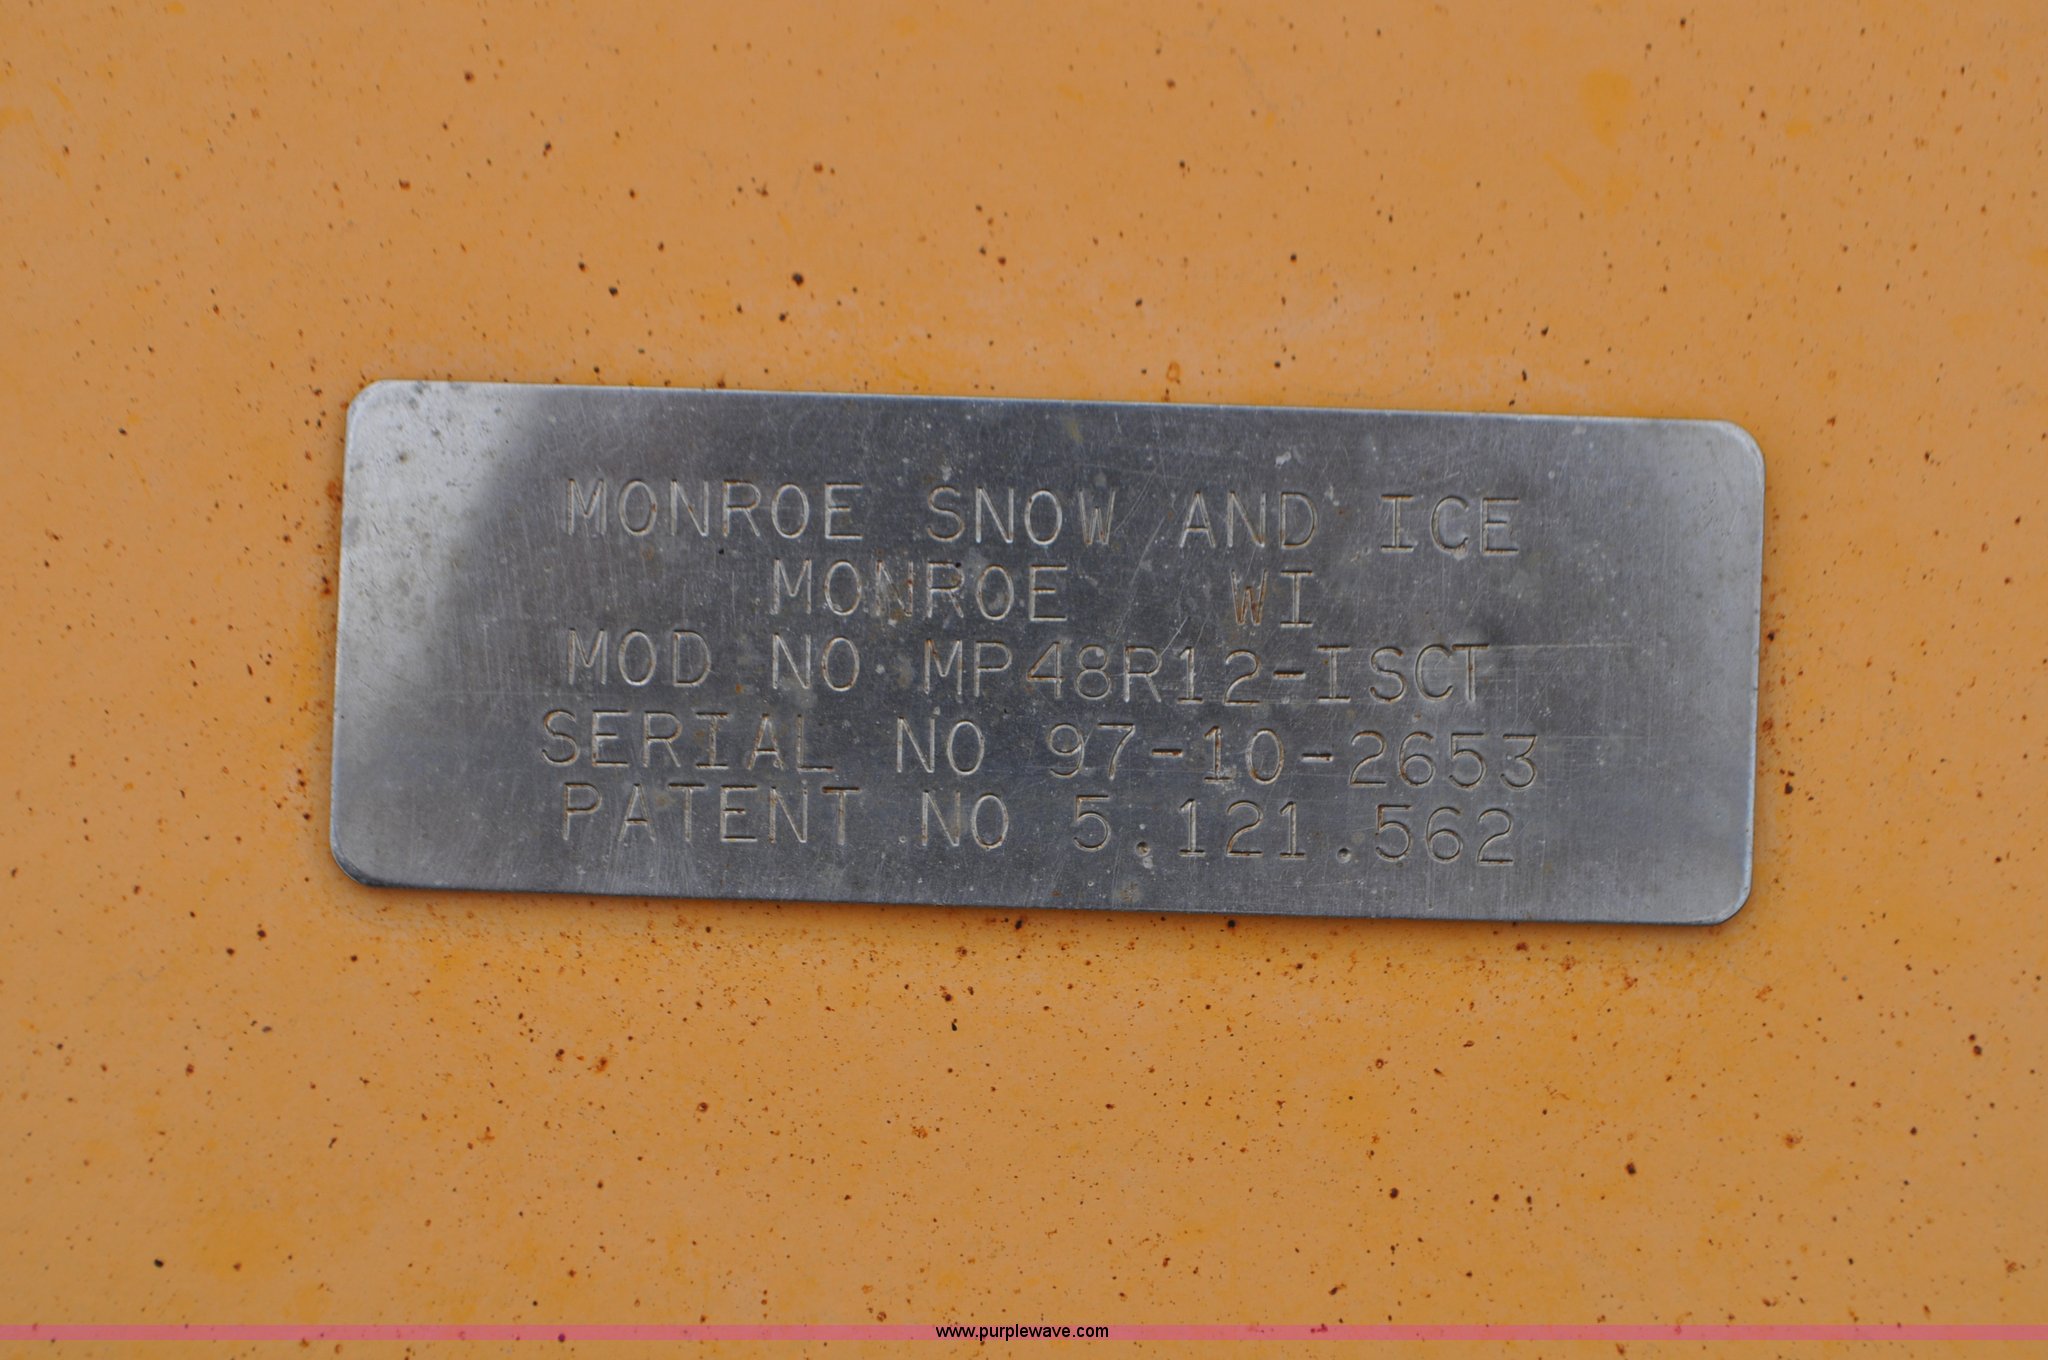 MONROE SNOW AND ICE
MONROE WI
MOD NO MP48R12-ISCT
SERIAL NO 97-10-2653
PATENT NO 5.121.562
www.purplewave.com